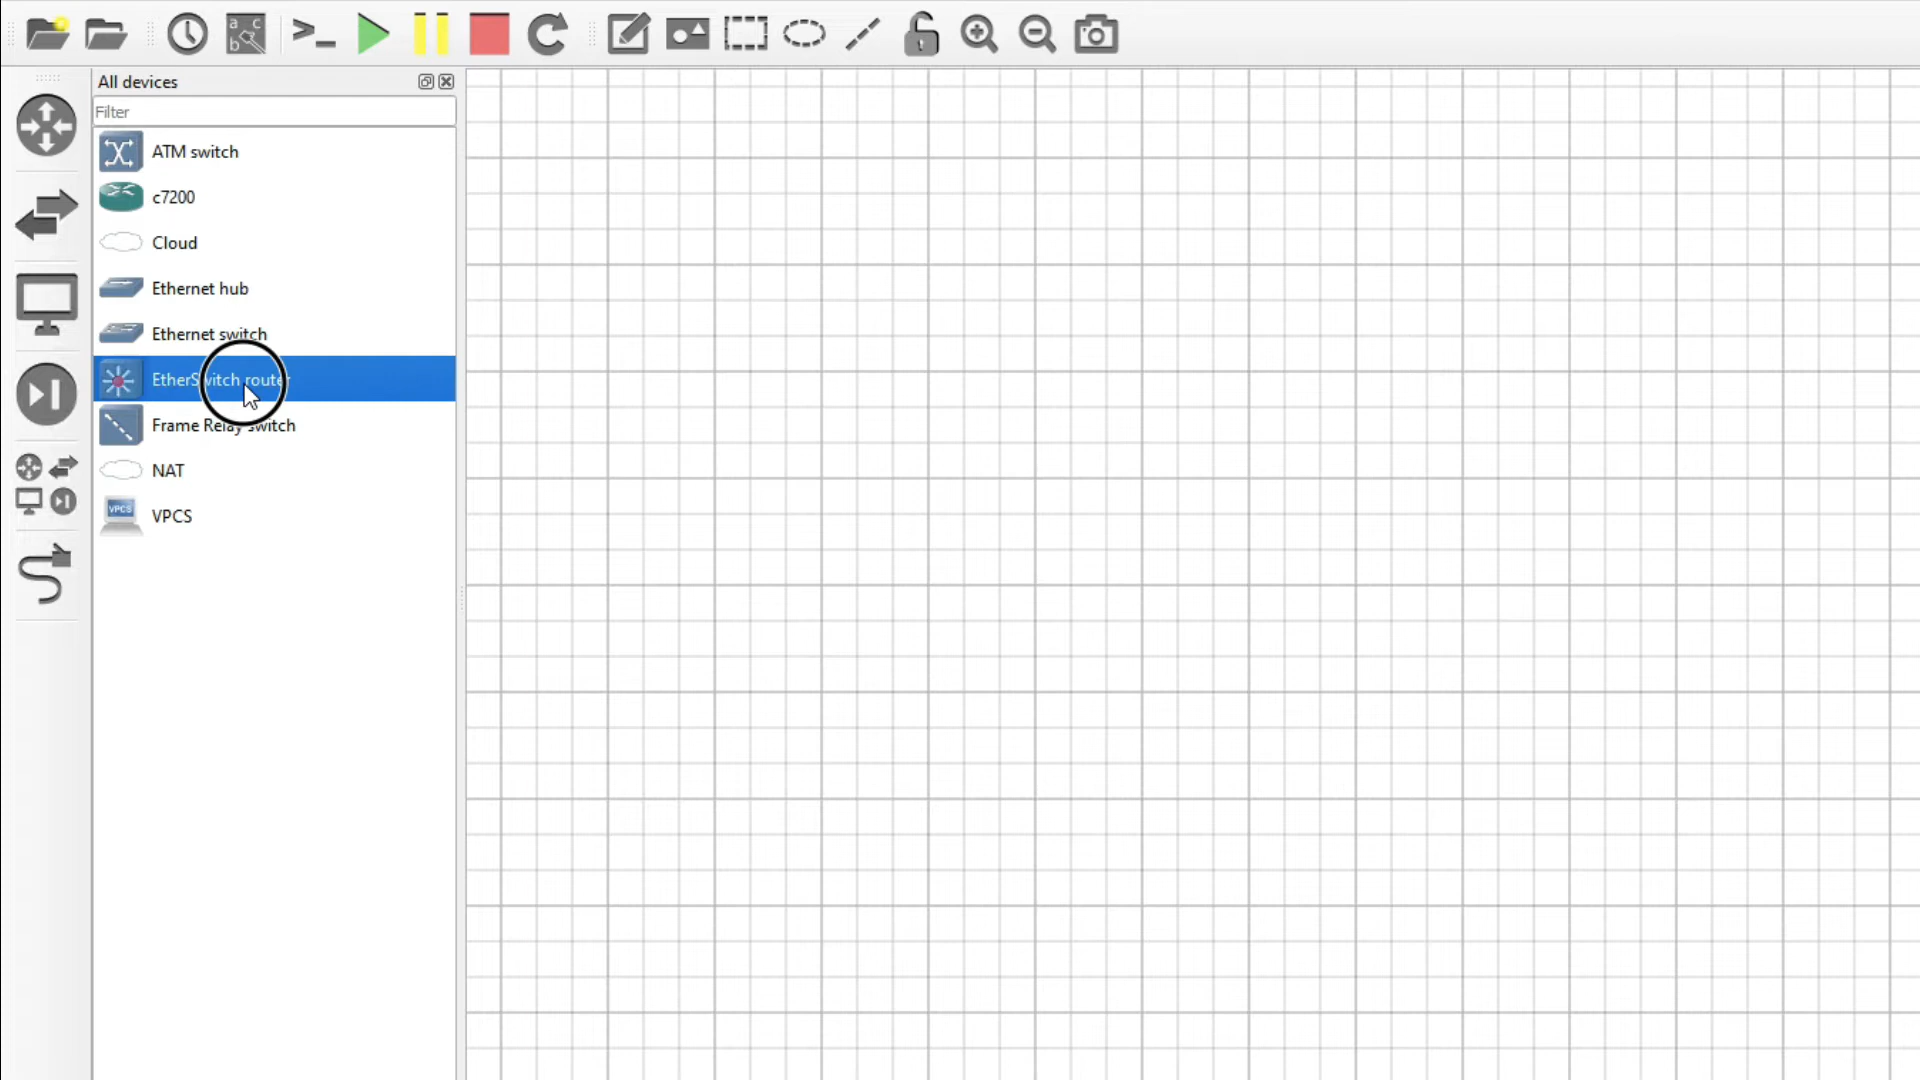 a c
b
>_
All devices
Filter
ATM switch
c7200
Cloud
Ethernet hub
Ethernet switch
EtherSwitch router
Frame Relay switch
NAT
VPCS
VPCS